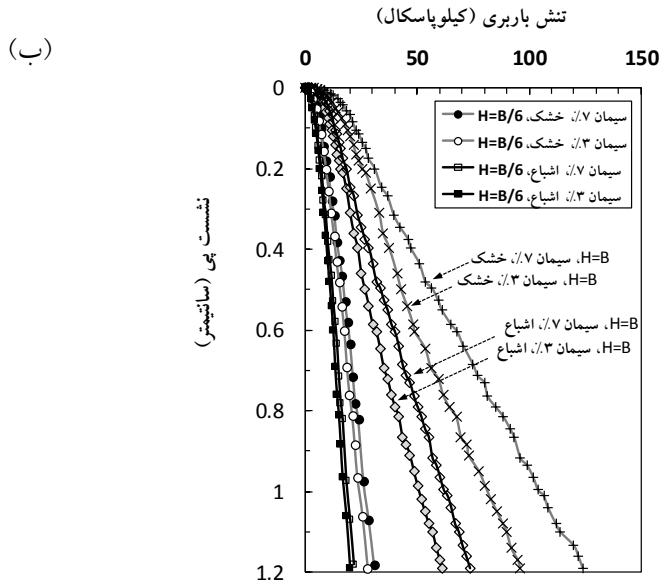 تنش باربری (کیلوپاسکال)
(ب)
0 50 100 150
0
0.2
0.4
0.6
0.8
1
1.2
نشست پی (سانتیمتر)
سیمان ۷٪، خشک، H=B/6
سیمان ۳٪، خشک، H=B/6
سیمان ۷٪، اشباع، H=B/6
سیمان ۳٪، اشباع، H=B/6
H=B، سیمان ۷٪، خشک
H=B، سیمان ۳٪، خشک
H=B، سیمان ۷٪، اشباع
H=B، سیمان ۳٪، اشباع